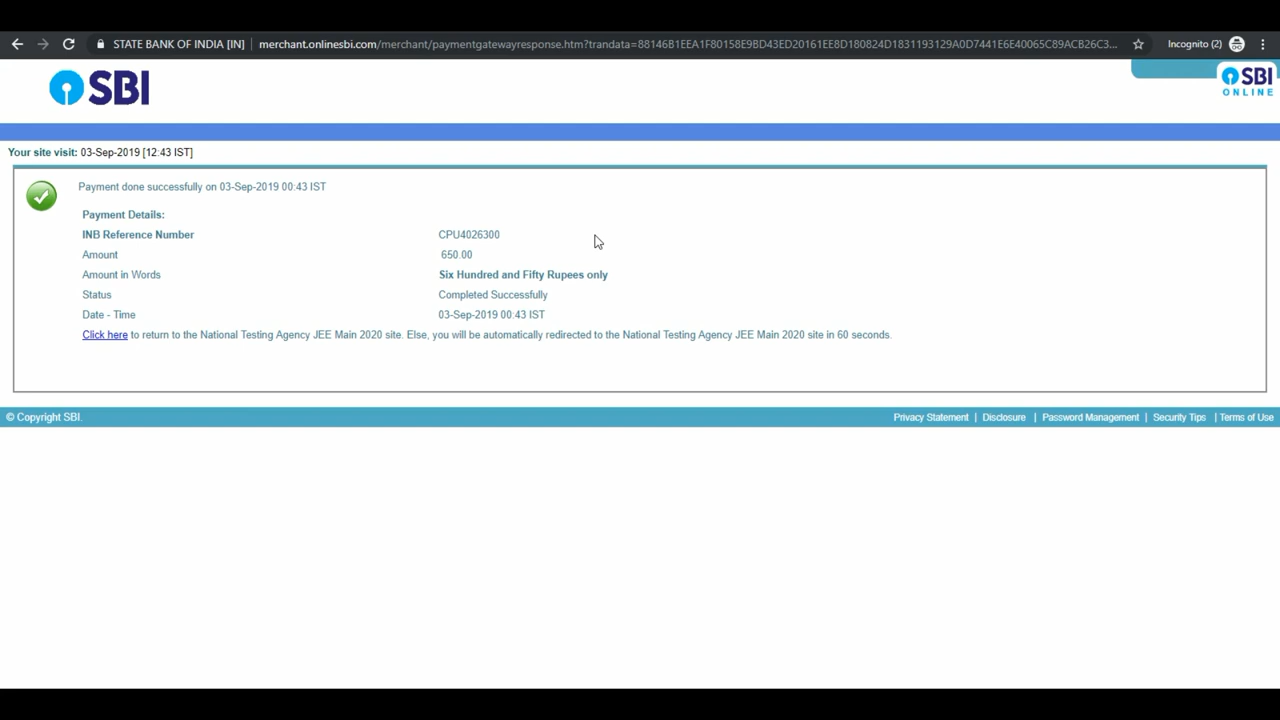 STATE BANK OF INDIA [IN] merchant.onlinesbi.com/merchant/paymentgatewayresponse.htm?trandata=88146B1EEA1F80158E9BD43ED20161EE8D180824D1831193129A0D7441E6E40065C89ACB26C3... Incognito (2)
SBI
SBI
ONLINE
Your site visit: 03-Sep-2019 [12:43 IST]
Payment done successfully on 03-Sep-2019 00:43 IST
Payment Details:
INB Reference Number CPU4026300
Amount 650.00
Amount in Words Six Hundred and Fifty Rupees only
Status Completed Successfully
Date - Time 03-Sep-2019 00:43 IST
Click here to return to the National Testing Agency JEE Main 2020 site. Else, you will be automatically redirected to the National Testing Agency JEE Main 2020 site in 60 seconds.
© Copyright SBI. Privacy Statement | Disclosure | Password Management | Security Tips | Terms of Use